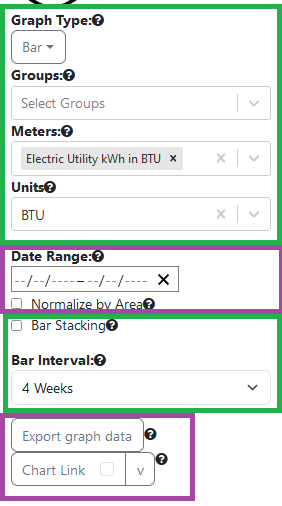 Graph Type:?
Bar
Groups:?
Select Groups
Meters:?
Electric Utility kWh in BTU ×
Units?
BTU
Date Range:?
--/--/----–--/--/----
Normalize by Area?
Bar Stacking?
Bar Interval:?
4 Weeks
Export graph data ?
Chart Link v ?